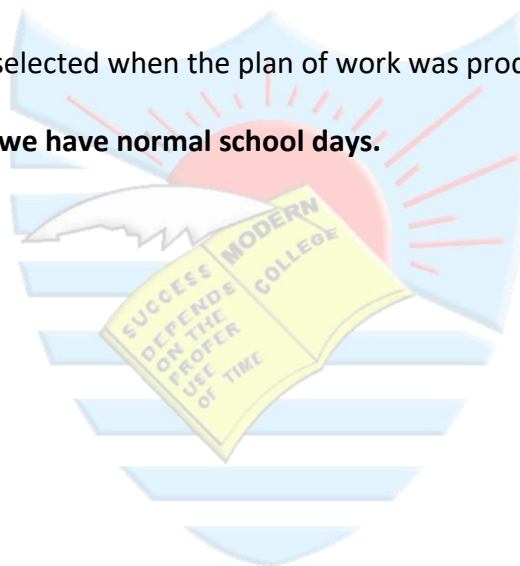 selected when the plan of work was proc
we have normal school days.
SUCCESS
DEPENDS
ON THE
PROPER
USE
OF TIME
MODERN
COLLEGE